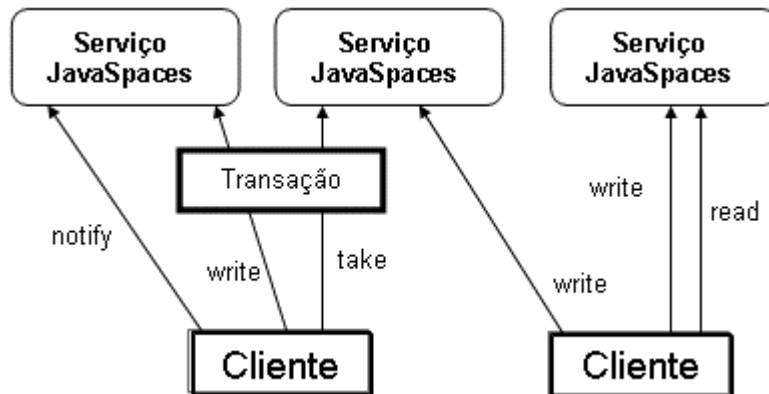 Serviço
JavaSpaces
Serviço
JavaSpaces
Serviço
JavaSpaces
Transação
notify
write
take
write
write
read
Cliente
Cliente